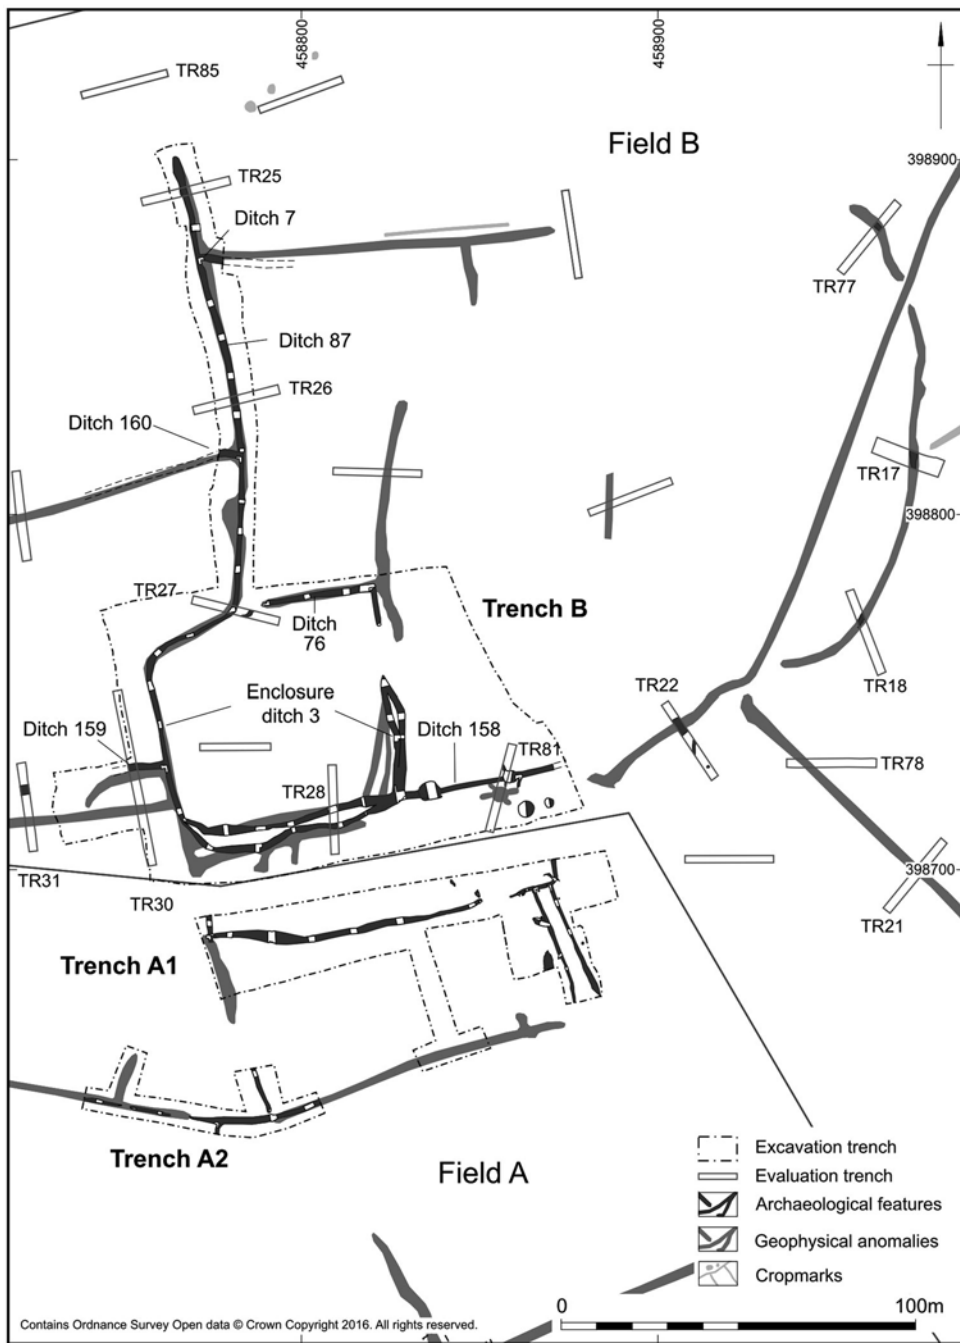 458800
458900
TR85
Field B
398900
TR25
Ditch 7
TR77
Ditch 87
TR26
Ditch 160
TR17
398800
TR27
Trench B
Ditch
76
TR18
Enclosure
ditch 3
TR22
Ditch 159
Ditch 158
TR81
TR78
TR28
TR31
398700
TR30
TR21
Trench A1
Trench A2
Field A
Excavation trench
Evaluation trench
Archaeological features
Geophysical anomalies
Cropmarks
0
100m
Contains Ordnance Survey Open data © Crown Copyright 2016. All rights reserved.